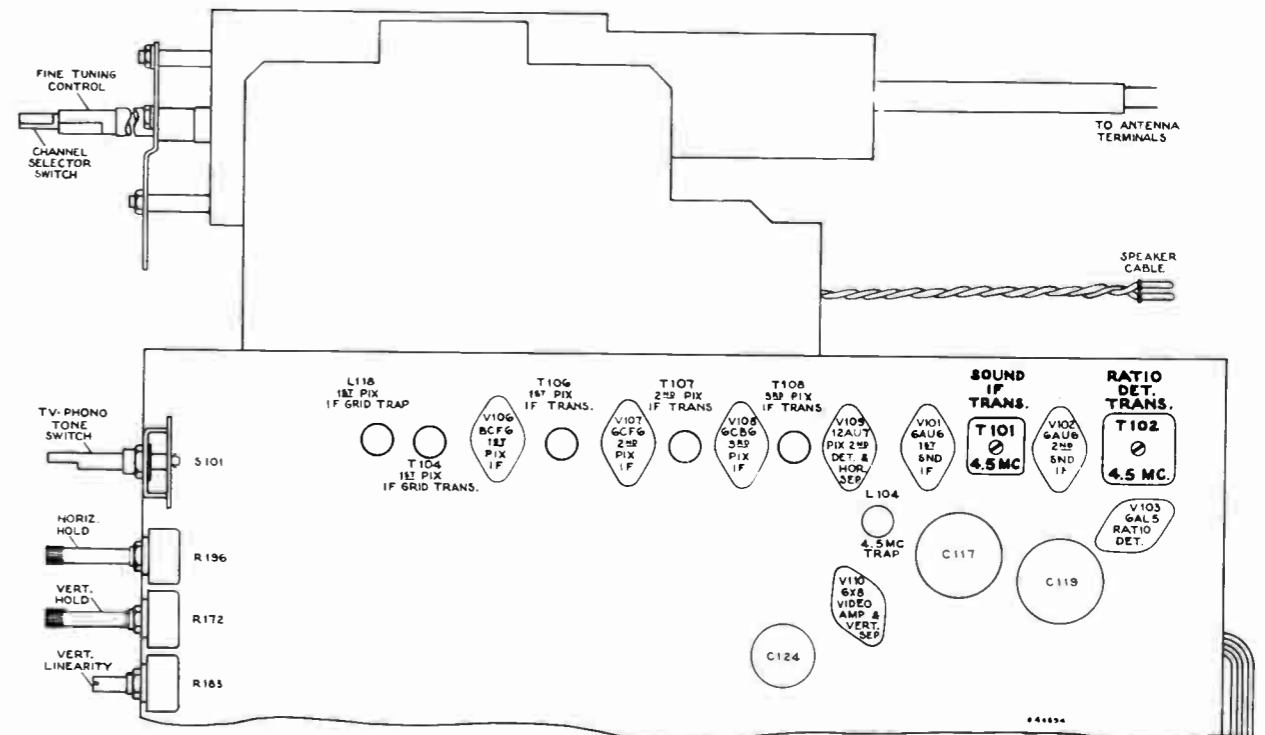 FINE TUNING
CONTROL
CHANNEL
SELECTOR
SWITCH
TO ANTENNA
TERMINALS
SPEAKER
CABLE
TV-PHONO
TONE
SWITCH
S101
HORIZ.
HOLD
R196
VERT.
HOLD
R172
VERT.
LINEARITY
R183
L118
1ST PIX
IF GRID TRAP
T104
1ST PIX
IF GRID TRANS.
V106
6CF6
1ST
PIX
IF
T106
1ST PIX
IF TRANS.
V107
6CF6
2ND
PIX
IF
T107
2ND PIX
IF TRANS
V108
6CB6
3RD
PIX
IF
T108
3RD PIX
IF TRANS
V109
12AU7
PIX 2ND
DET. &
HOR.
SEP
V101
6AU6
1ST
SND
IF
SOUND
IF
TRANS.
T101
4.5 MC
V102
6AU6
2ND
SND
IF
RATIO
DET.
TRANS.
T102
4.5 MC.
L104
4.5 MC
TRAP
V103
6AL5
RATIO
DET.
C117
C119
V110
6X8
VIDEO
AMP &
VERT.
SEP
C124